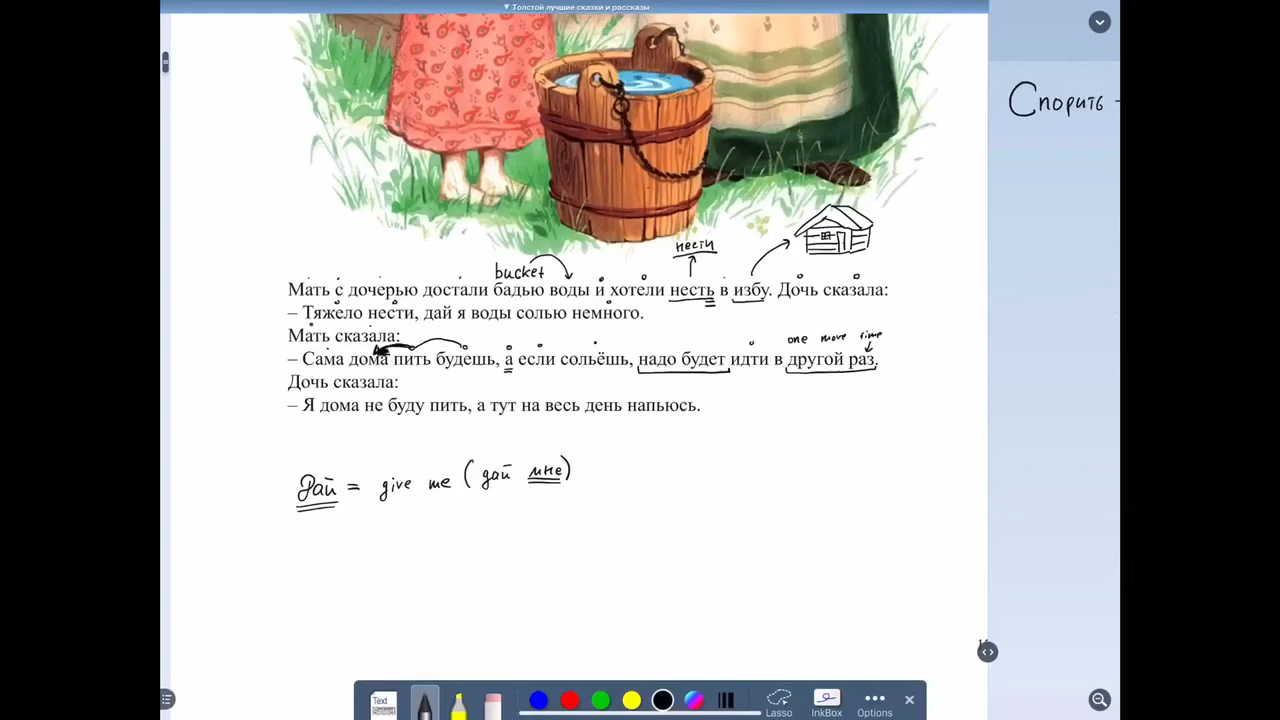 ▼ Толстой лучшие сказки и рассказы
Спорить -
нести
bucket
Мать с дочерью достали бадью воды и хотели несть в избу. Дочь сказала:
– Тяжело нести, дай я воды солью немного.
Мать сказала:
one more time
– Сама дома пить будешь, а если сольёшь, надо будет идти в другой раз.
Дочь сказала:
– Я дома не буду пить, а тут на весь день напьюсь.
Дай = give me (дай мне)
Text
Lasso
InkBox
Options